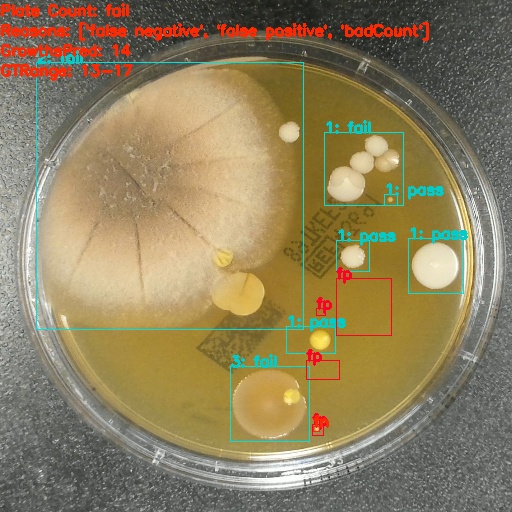 Plate Count: fail
Reasons: ['false negative', 'false positive', 'badCount']
GrowthsPred: 14
GTRange: 13-17
1: fail
1: pass
1: pass
1: pass
fp
fp
1: pass
fp
3: fail
fp